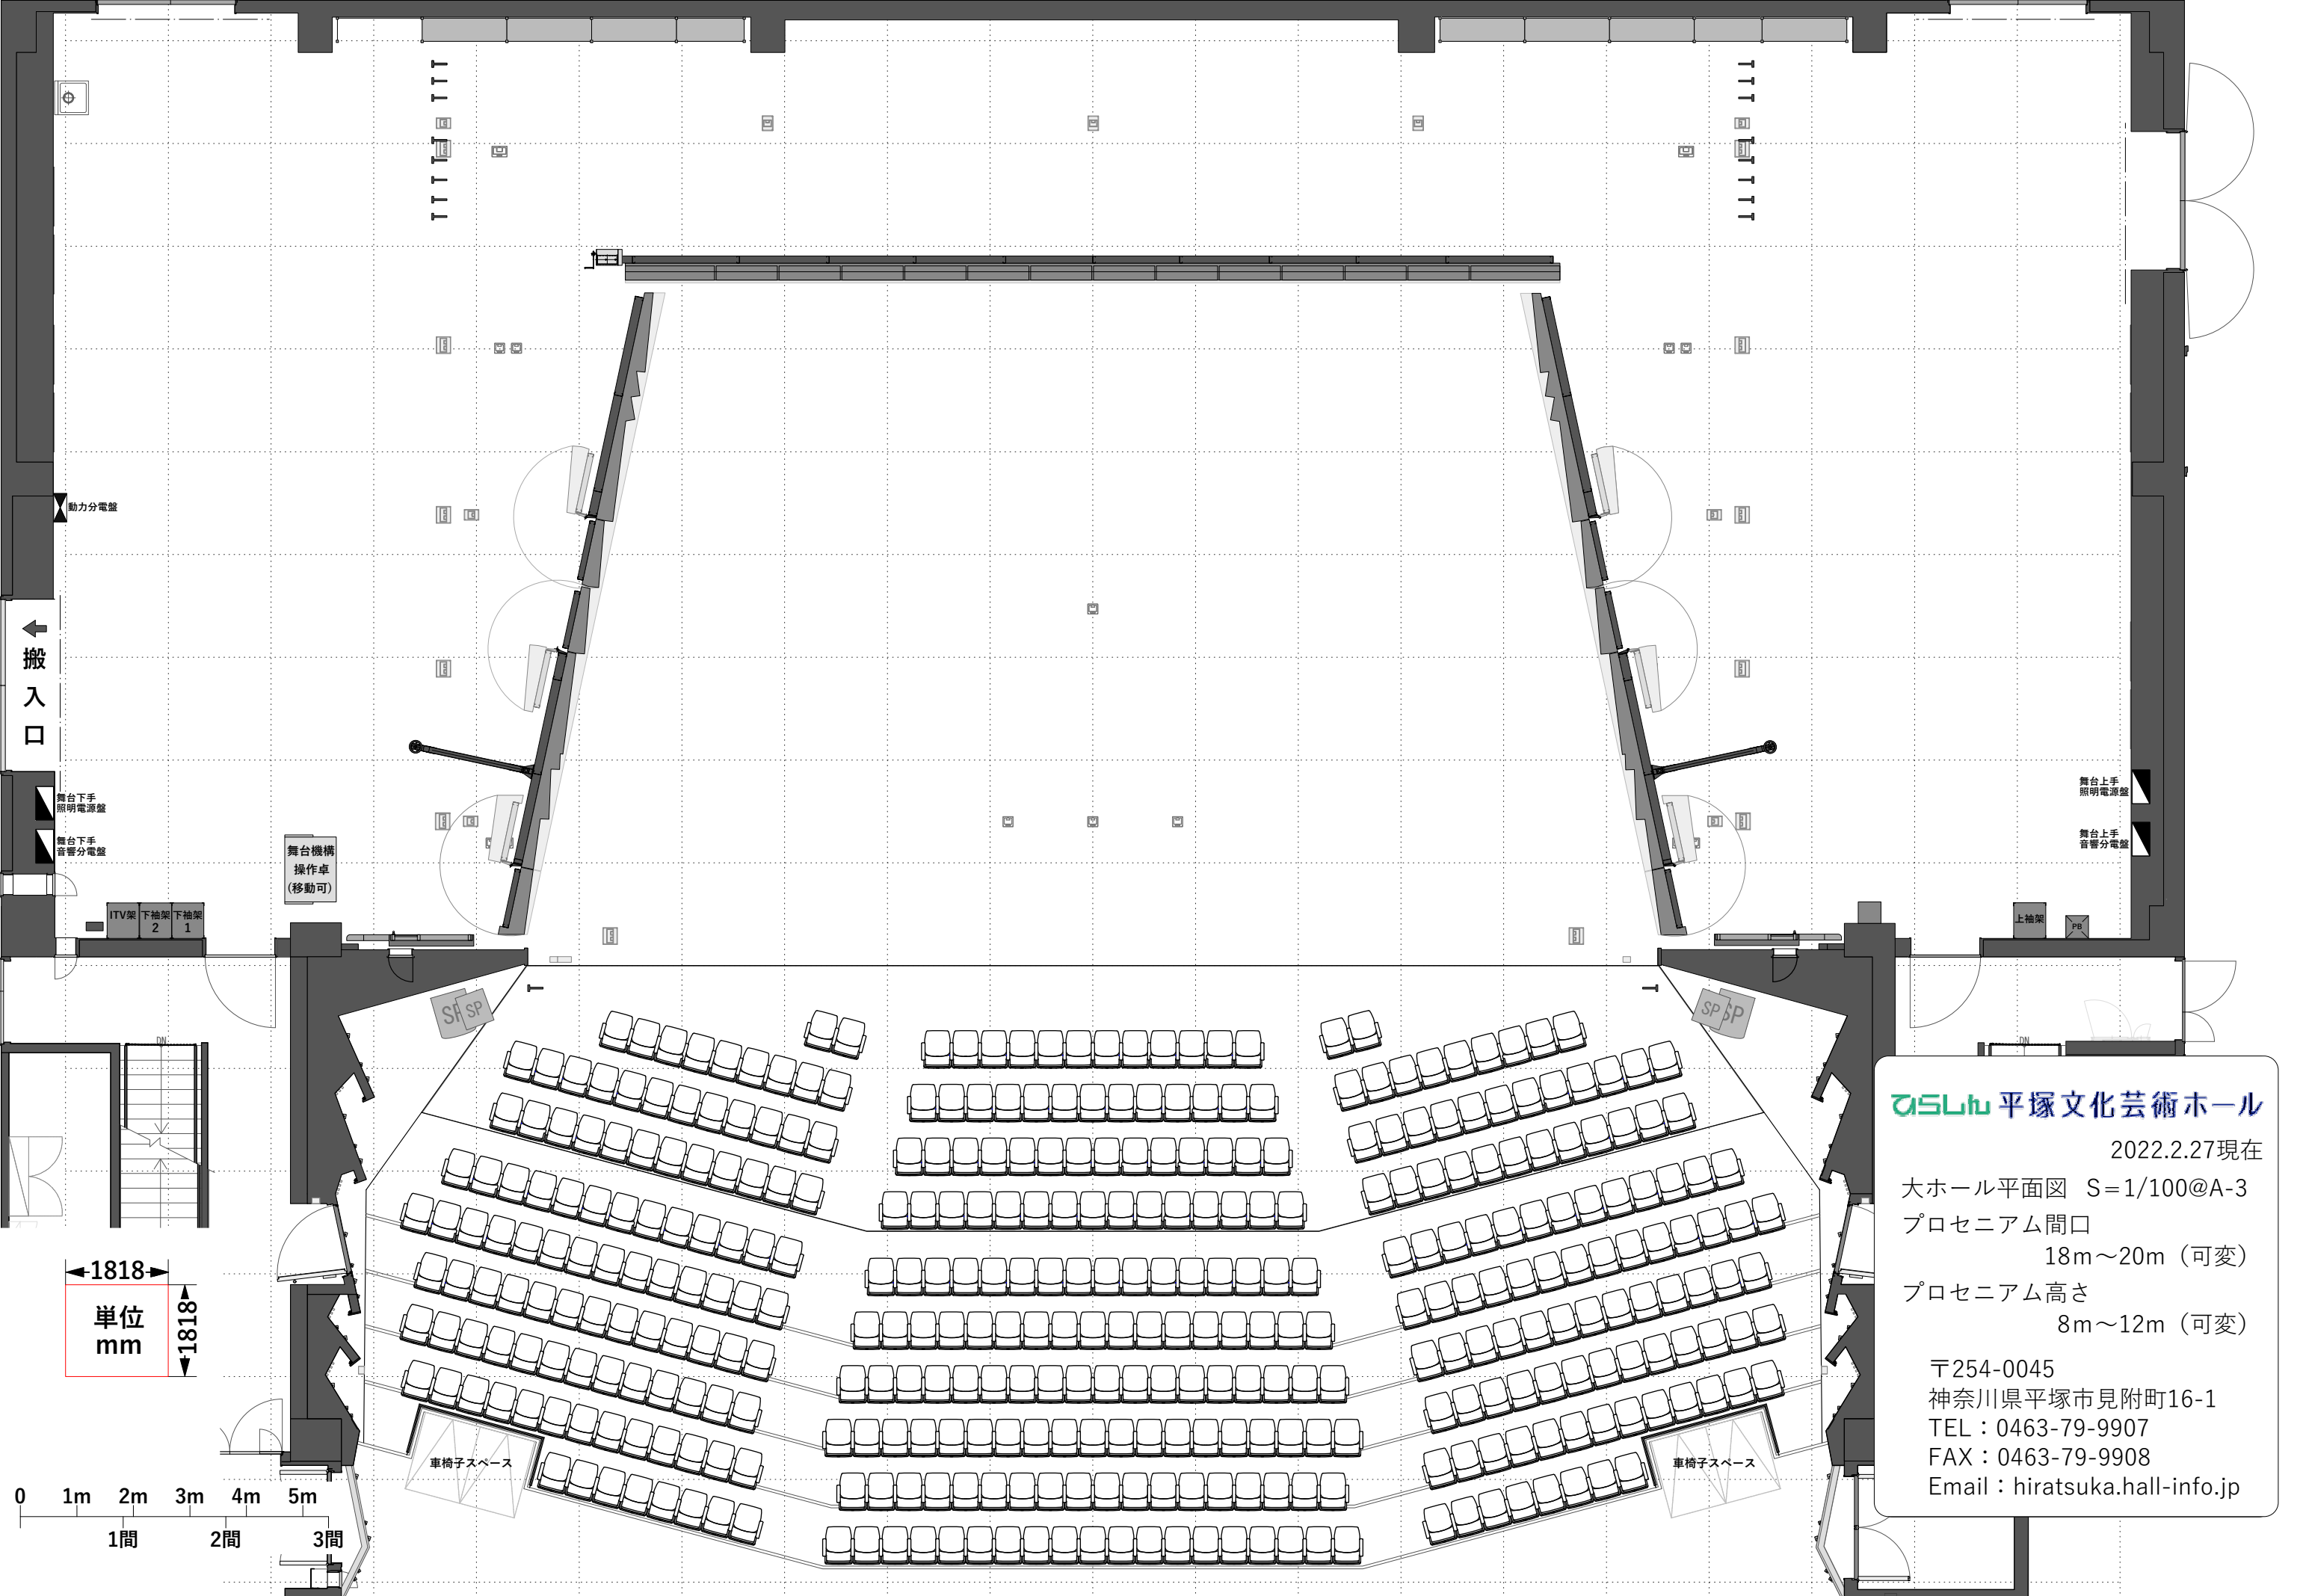 動力分電盤
搬
入
口
舞台下手
照明電源盤
舞台下手
音響分電盤
舞台機構
操作卓
(移動可)
ITV架
下袖架
2
下袖架
1
舞台上手
照明電源盤
舞台上手
音響分電盤
上袖架
PB
SP
SP
SP
SP
DN
DN
1818
1818
単位
mm
車椅子スペース
車椅子スペース
0 1m 2m 3m 4m 5m
1間 2間 3間
ひらしん 平塚文化芸術ホール
2022.2.27現在
大ホール平面図 S=1/100@A-3
プロセニアム間口
18m～20m（可変）
プロセニアム高さ
8m～12m（可変）
〒254-0045
神奈川県平塚市見附町16-1
TEL：0463-79-9907
FAX：0463-79-9908
Email：hiratsuka.hall-info.jp